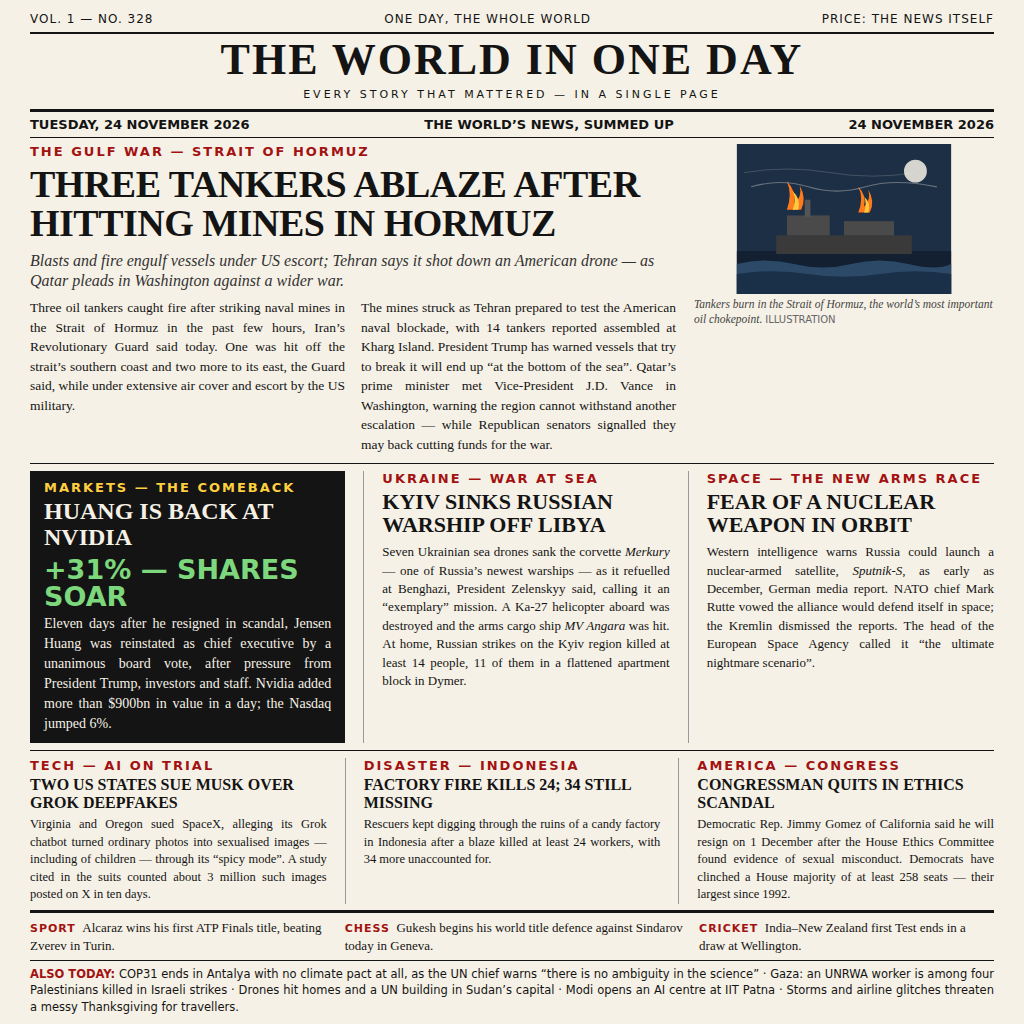 VOL. 1 — NO. 328
ONE DAY, THE WHOLE WORLD
PRICE: THE NEWS ITSELF
THE WORLD IN ONE DAY
EVERY STORY THAT MATTERED — IN A SINGLE PAGE
TUESDAY, 24 NOVEMBER 2026
THE WORLD’S NEWS, SUMMED UP
24 NOVEMBER 2026
THE GULF WAR — STRAIT OF HORMUZ
THREE TANKERS ABLAZE AFTER
HITTING MINES IN HORMUZ
Blasts and fire engulf vessels under US escort; Tehran says it shot down an American drone — as
Qatar pleads in Washington against a wider war.
Three oil tankers caught fire after striking naval mines in
the Strait of Hormuz in the past few hours, Iran’s
Revolutionary Guard said today. One was hit off the
strait’s southern coast and two more to its east, the Guard
said, while under extensive air cover and escort by the US
military.
The mines struck as Tehran prepared to test the American
naval blockade, with 14 tankers reported assembled at
Kharg Island. President Trump has warned vessels that try
to break it will end up “at the bottom of the sea”. Qatar’s
prime minister met Vice-President J.D. Vance in
Washington, warning the region cannot withstand another
escalation — while Republican senators signalled they
may back cutting funds for the war.
Tankers burn in the Strait of Hormuz, the world’s most important
oil chokepoint. ILLUSTRATION
MARKETS — THE COMEBACK
HUANG IS BACK AT
NVIDIA
+31% — SHARES
SOAR
Eleven days after he resigned in scandal, Jensen
Huang was reinstated as chief executive by a
unanimous board vote, after pressure from
President Trump, investors and staff. Nvidia added
more than $900bn in value in a day; the Nasdaq
jumped 6%.
UKRAINE — WAR AT SEA
KYIV SINKS RUSSIAN
WARSHIP OFF LIBYA
Seven Ukrainian sea drones sank the corvette Merkury
— one of Russia’s newest warships — as it refuelled
at Benghazi, President Zelenskyy said, calling it an
“exemplary” mission. A Ka-27 helicopter aboard was
destroyed and the arms cargo ship MV Angara was hit.
At home, Russian strikes on the Kyiv region killed at
least 14 people, 11 of them in a flattened apartment
block in Dymer.
SPACE — THE NEW ARMS RACE
FEAR OF A NUCLEAR
WEAPON IN ORBIT
Western intelligence warns Russia could launch a
nuclear-armed satellite, Sputnik-S, as early as
December, German media report. NATO chief Mark
Rutte vowed the alliance would defend itself in space;
the Kremlin dismissed the reports. The head of the
European Space Agency called it “the ultimate
nightmare scenario”.
TECH — AI ON TRIAL
TWO US STATES SUE MUSK OVER
GROK DEEPFAKES
Virginia and Oregon sued SpaceX, alleging its Grok
chatbot turned ordinary photos into sexualised images —
including of children — through its “spicy mode”. A study
cited in the suits counted about 3 million such images
posted on X in ten days.
DISASTER — INDONESIA
FACTORY FIRE KILLS 24; 34 STILL
MISSING
Rescuers kept digging through the ruins of a candy factory
in Indonesia after a blaze killed at least 24 workers, with
34 more unaccounted for.
AMERICA — CONGRESS
CONGRESSMAN QUITS IN ETHICS
SCANDAL
Democratic Rep. Jimmy Gomez of California said he will
resign on 1 December after the House Ethics Committee
found evidence of sexual misconduct. Democrats have
clinched a House majority of at least 258 seats — their
largest since 1992.
SPORT Alcaraz wins his first ATP Finals title, beating
Zverev in Turin.
CHESS Gukesh begins his world title defence against Sindarov
today in Geneva.
CRICKET India–New Zealand first Test ends in a
draw at Wellington.
ALSO TODAY: COP31 ends in Antalya with no climate pact at all, as the UN chief warns “there is no ambiguity in the science” · Gaza: an UNRWA worker is among four
Palestinians killed in Israeli strikes · Drones hit homes and a UN building in Sudan’s capital · Modi opens an AI centre at IIT Patna · Storms and airline glitches threaten
a messy Thanksgiving for travellers.